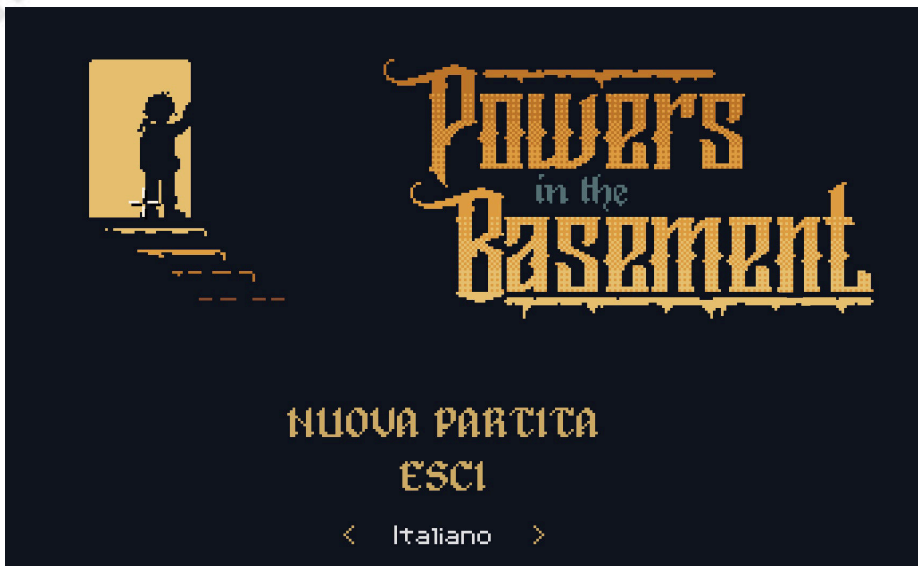 Powers
in the
Basement
NUOVA PARTITA
ESCI
< Italiano >